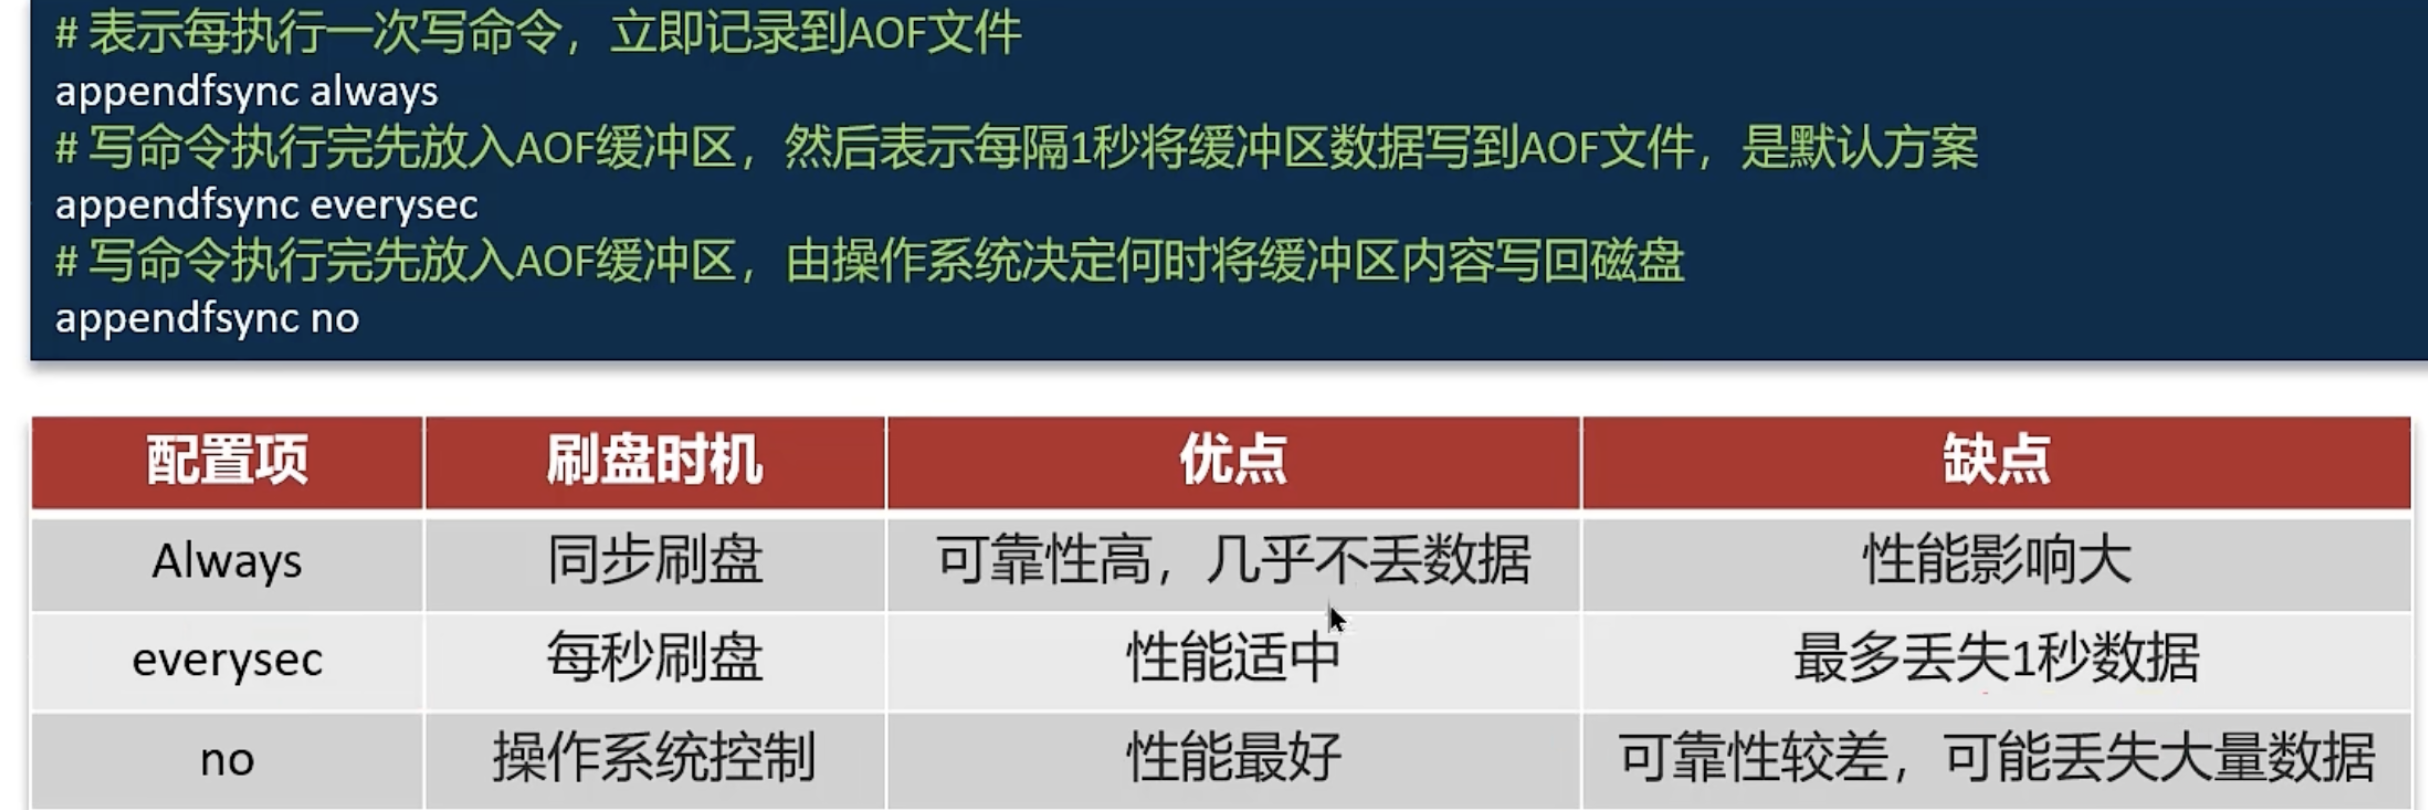 # 表示每执行一次写命令，立即记录到AOF文件
appendfsync always
# 写命令执行完先放入AOF缓冲区，然后表示每隔1秒将缓冲区数据写到AOF文件，是默认方案
appendfsync everysec
# 写命令执行完先放入AOF缓冲区，由操作系统决定何时将缓冲区内容写回磁盘
appendfsync no
配置项 刷盘时机 优点 缺点
Always 同步刷盘 可靠性高，几乎不丢数据 性能影响大
everysec 每秒刷盘 性能适中 最多丢失1秒数据
no 操作系统控制 性能最好 可靠性较差，可能丢失大量数据